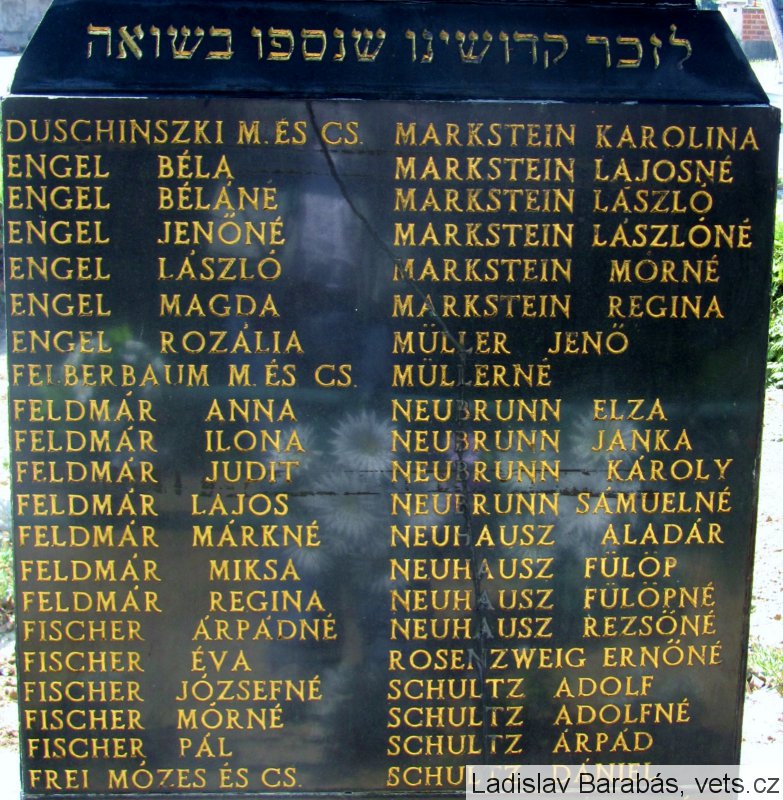 לזכר קדושינו שנספו בשואה
DUSCHINSZKI M. ÉS CS.
ENGEL BÉLA
ENGEL BÉLÁNÉ
ENGEL JENŐNÉ
ENGEL LÁSZLÓ
ENGEL MAGDA
ENGEL ROZÁLIA
FELBERBAUM M. ÉS CS.
FELDMÁR ANNA
FELDMÁR ILONA
FELDMÁR JUDIT
FELDMÁR LAJOS
FELDMÁR MÁRKNÉ
FELDMÁR MIKSA
FELDMÁR REGINA
FISCHER ÁRPÁDNÉ
FISCHER ÉVA
FISCHER JÓZSEFNÉ
FISCHER MÓRNÉ
FISCHER PÁL
FREI MÓZES ÉS CS.
MARKSTEIN KAROLINA
MARKSTEIN LAJOSNÉ
MARKSTEIN LÁSZLÓ
MARKSTEIN LÁSZLÓNÉ
MARKSTEIN MÓRNÉ
MARKSTEIN REGINA
MÜLLER JENŐ
MÜLLERNÉ
NEUBRUNN ELZA
NEUBRUNN JANKA
NEUBRUNN KÁROLY
NEUBRUNN SAMUELNÉ
NEUHAUSZ ALADÁR
NEUHAUSZ FÜLÖP
NEUHAUSZ FÜLÖPNÉ
NEUHAUSZ REZSŐNÉ
ROSENZWEIG ERNŐNÉ
SCHULTZ ADOLF
SCHULTZ ADOLFNÉ
SCHULTZ ÁRPÁD
SCHULTZ DÁNIEL
Ladislav Barabás, vets.cz